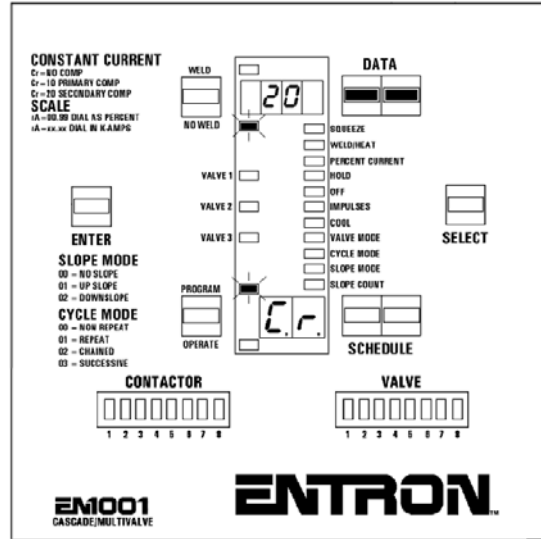 CONSTANT CURRENT
Cr=NO COMP
Cr=10 PRIMARY COMP
Cr=20 SECONDARY COMP
SCALE
rA=00.99 DIAL AS PERCENT
rA=xx.xx DIAL IN K-AMPS
WELD
NO WELD
20
DATA
SQUEEZE
WELD/HEAT
PERCENT CURRENT
HOLD
OFF
IMPULSES
COOL
VALVE MODE
CYCLE MODE
SLOPE MODE
SLOPE COUNT
VALVE 1
VALVE 2
VALVE 3
ENTER
SELECT
SLOPE MODE
00 = NO SLOPE
01 = UP SLOPE
02 = DOWNSLOPE
CYCLE MODE
00 = NON REPEAT
01 = REPEAT
02 = CHAINED
03 = SUCCESSIVE
PROGRAM
OPERATE
C.r.
SCHEDULE
CONTACTOR
1 2 3 4 5 6 7 8
VALVE
1 2 3 4 5 6 7 8
EN1001
CASCADE/MULTIVALVE
ENTRON™